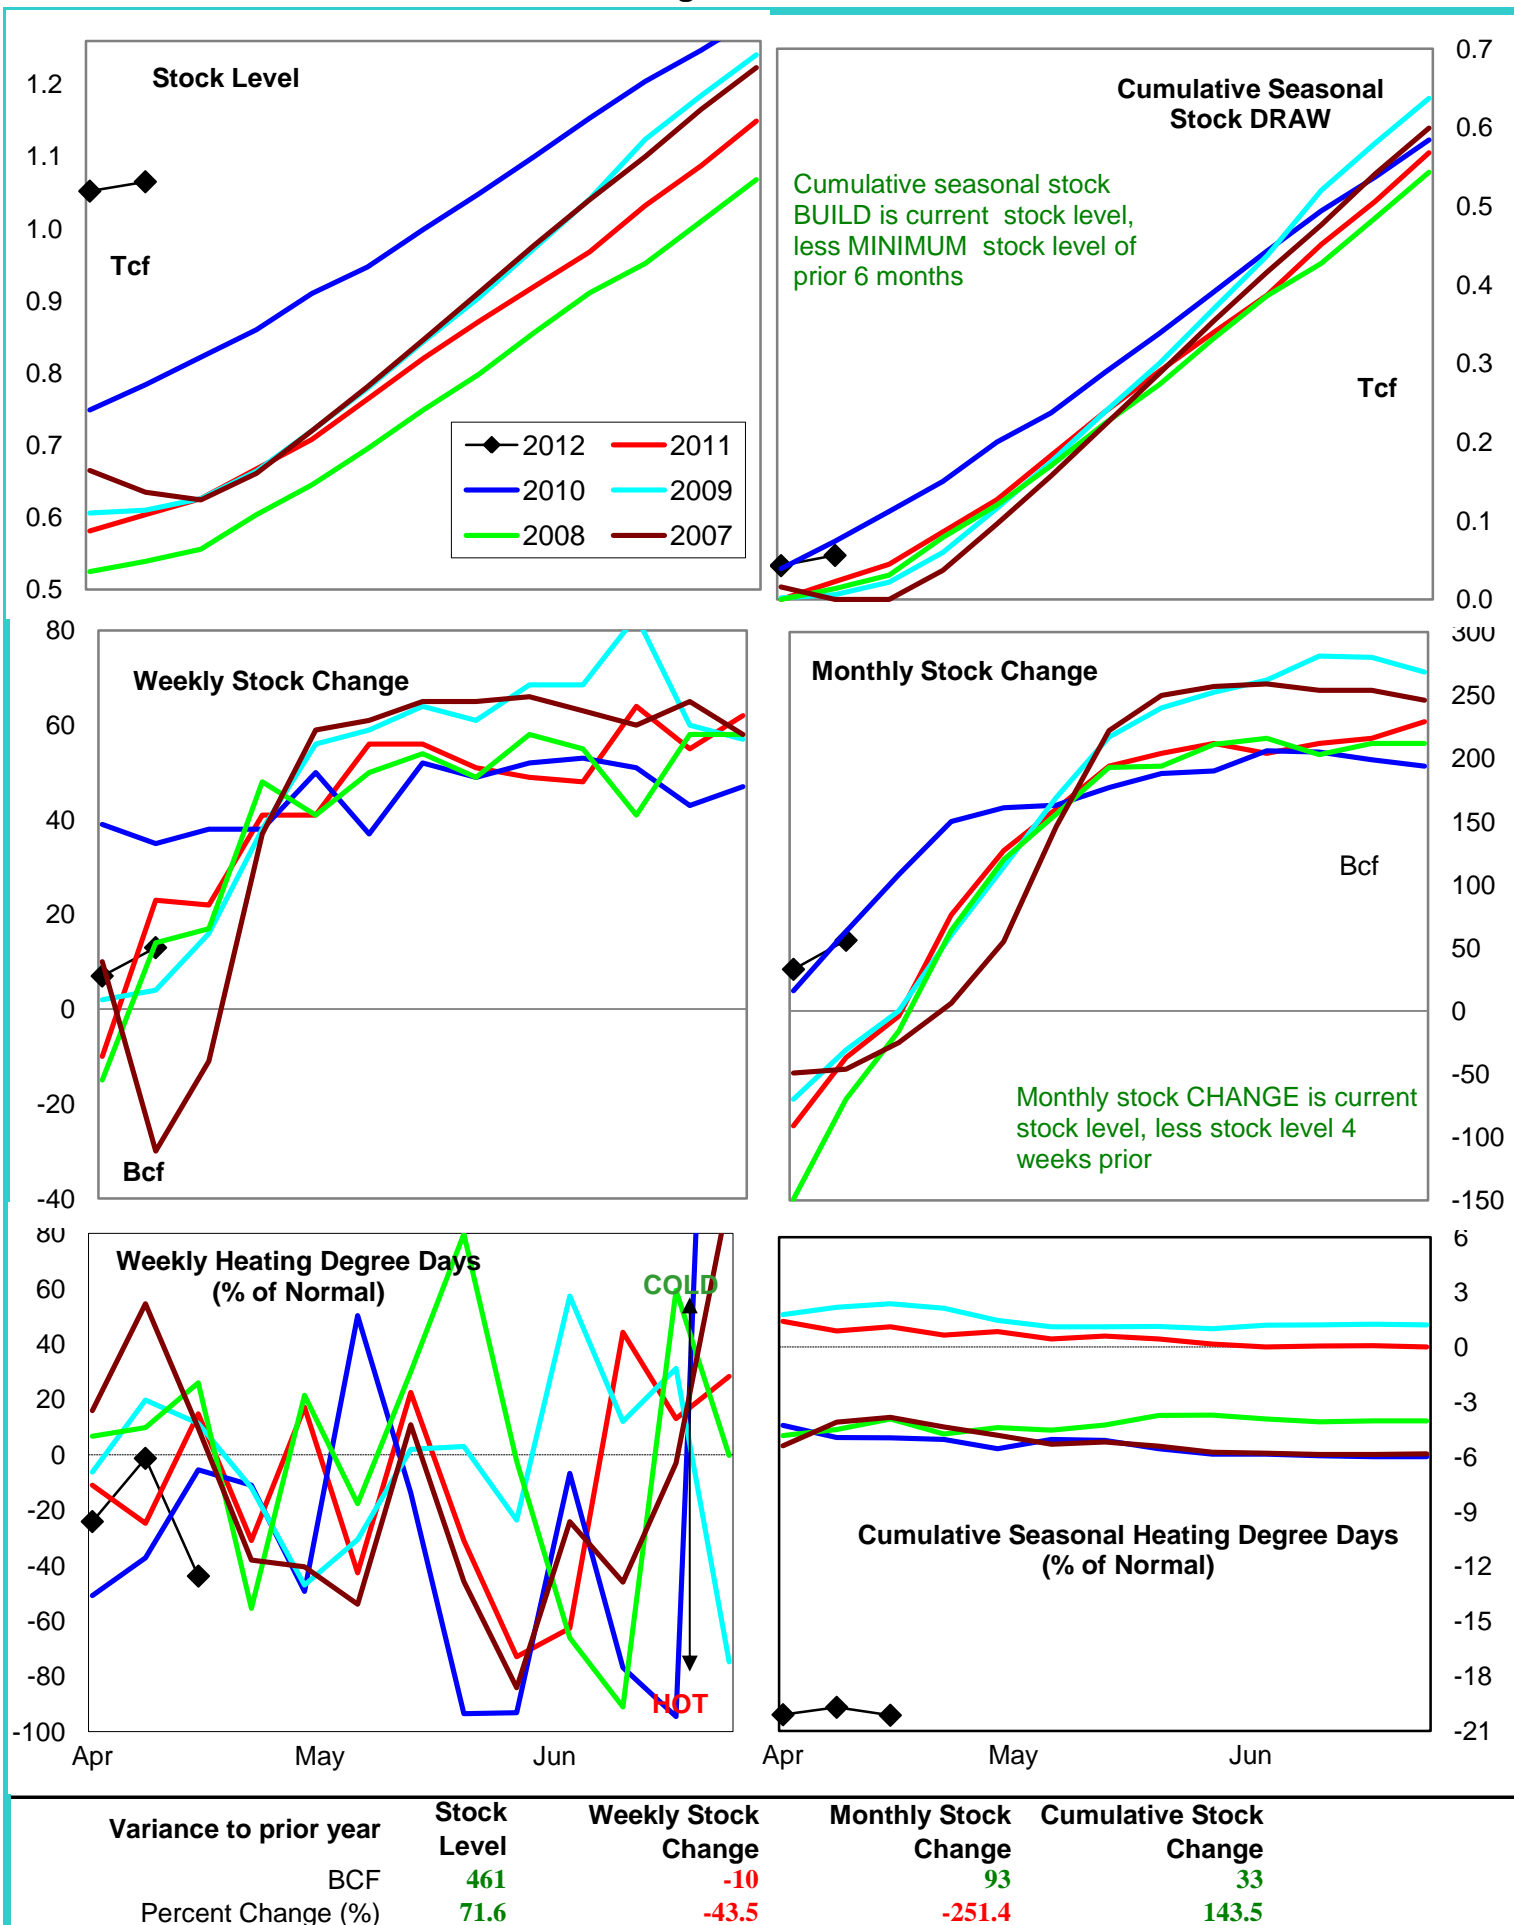 Stock Level
Tcf
1.2
1.1
1.0
0.9
0.8
0.7
0.6
0.5
2012 2011
2010 2009
2008 2007
Cumulative Seasonal
Stock DRAW
Cumulative seasonal stock
BUILD is current stock level,
less MINIMUM stock level of
prior 6 months
Tcf
0.7
0.6
0.5
0.4
0.3
0.2
0.1
0.0
Weekly Stock Change
Bcf
80
60
40
20
0
-20
-40
Monthly Stock Change
Bcf
Monthly stock CHANGE is current
stock level, less stock level 4
weeks prior
300
250
200
150
100
50
0
-50
-100
-150
Weekly Heating Degree Days
(% of Normal)
COLD
HOT
80
60
40
20
0
-20
-40
-60
-80
-100
Apr May Jun
6
3
0
-3
-6
-9
-12
-15
-18
-21
Cumulative Seasonal Heating Degree Days
(% of Normal)
Apr May Jun
Variance to prior year Stock Level Weekly Stock Change Monthly Stock Change Cumulative Stock Change
BCF 461 -10 93 33
Percent Change (%) 71.6 -43.5 -251.4 143.5